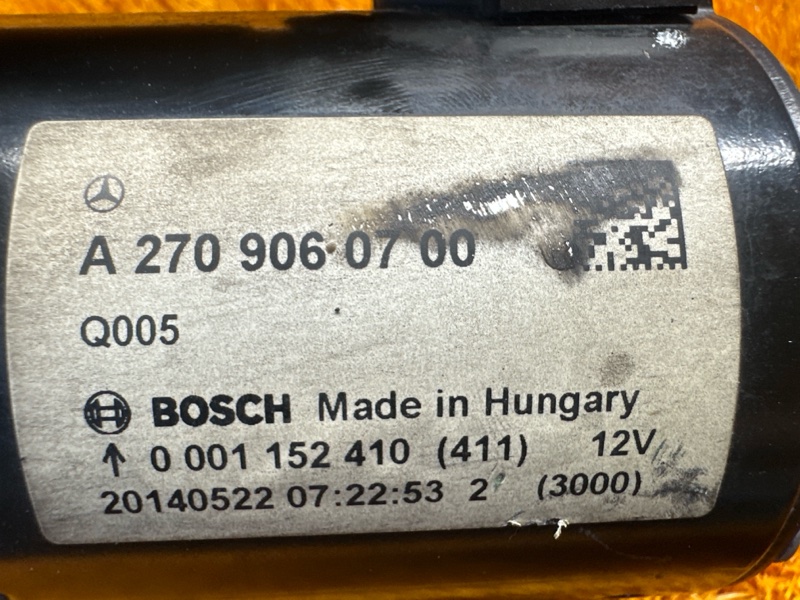 A 270 906 07 00
Q005
BOSCH Made in Hungary
↑ 0 001 152 410 (411) 12V
20140522 07:22:53 2 (3000)